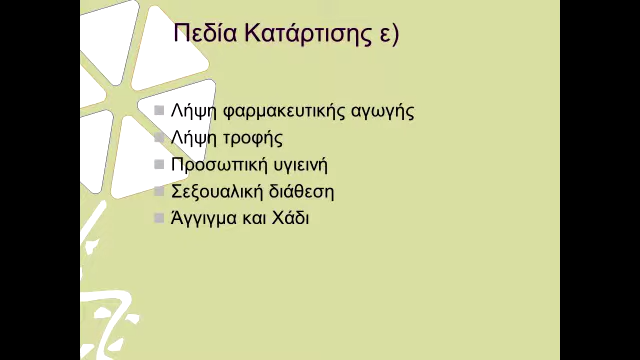 Πεδία Κατάρτισης ε)
Λήψη φαρμακευτικής αγωγής
Λήψη τροφής
Προσωπική υγιεινή
Σεξουαλική διάθεση
Άγγιγμα και Χάδι